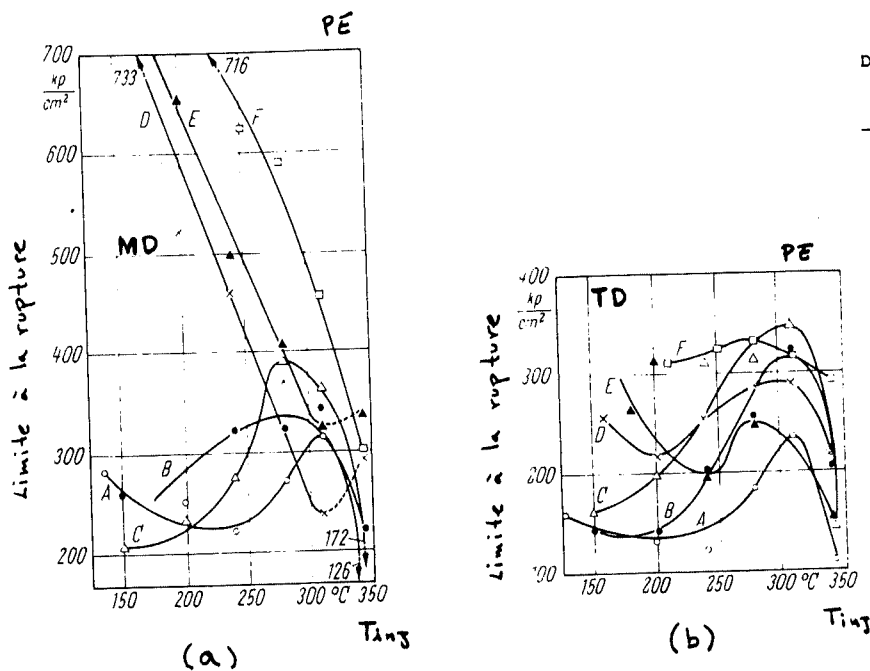 PE
700
kp
cm²
733
716
D
E
F
600
MD
500
400
300
B
A
C
200
172
126
150
200
250
300 °C
350
Limite à la rupture
Tinj
(a)
D
PE
400
kp
cm²
TD
300
200
F
E
D
C
B
A
150
200
250
300 °C
350
Limite à la rupture
Tinj
(b)